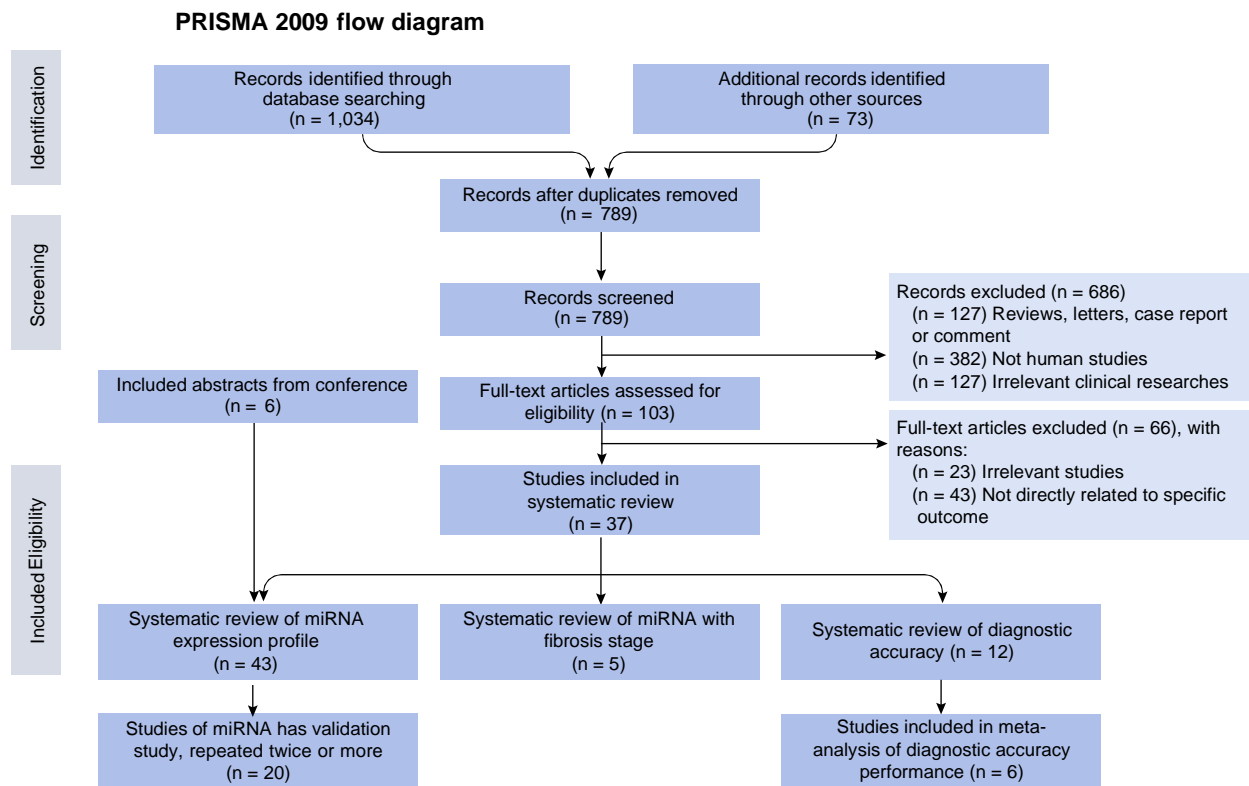 PRISMA 2009 flow diagram
Identification
Records identified through
database searching
(n = 1,034)
Additional records identified
through other sources
(n = 73)
Records after duplicates removed
(n = 789)
Screening
Records screened
(n = 789)
Records excluded (n = 686)
(n = 127) Reviews, letters, case report
or comment
(n = 382) Not human studies
(n = 127) Irrelevant clinical researches
Included abstracts from conference
(n = 6)
Full-text articles assessed for
eligibility (n = 103)
Full-text articles excluded (n = 66), with
reasons:
(n = 23) Irrelevant studies
(n = 43) Not directly related to specific
outcome
Included Eligibility
Studies included in
systematic review
(n = 37)
Systematic review of miRNA
expression profile
(n = 43)
Systematic review of miRNA with
fibrosis stage
(n = 5)
Systematic review of diagnostic
accuracy (n = 12)
Studies of miRNA has validation
study, repeated twice or more
(n = 20)
Studies included in meta-
analysis of diagnostic accuracy
performance (n = 6)